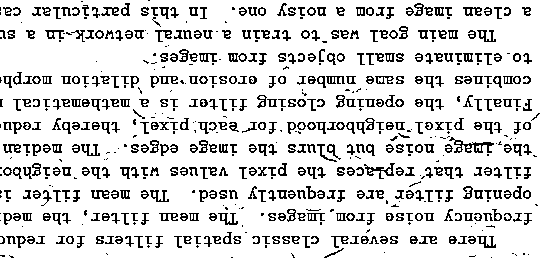 There are several classic spatial filters for reduc
frequency noise from images. The mean filter, the medi
opening filter are frequently used. The mean filter is
filter that replaces the pixel values with the neighbo
the image noise but blurs the image edges. The median
of the pixel neighborhood for each pixel, thereby redu
Finally, the opening closing filter is a mathematical m
combines the same number of erosion and dilation morphe
to eliminate small objects from images.
The main goal was to train a neural network in a su
a clean image from a noisy one. In this particular ca